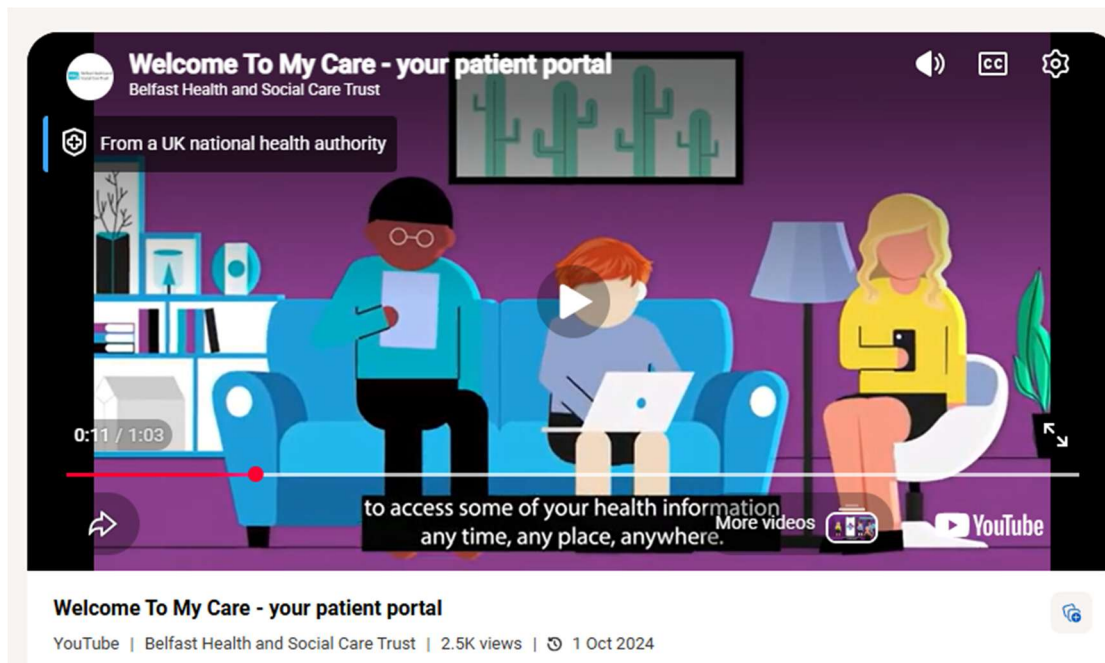 Welcome To My Care - your patient portal
Belfast Health and Social Care Trust
CC
From a UK national health authority
0:11 / 1:03
to access some of your health information
any time, any place, anywhere.
More videos
YouTube
Welcome To My Care - your patient portal
YouTube | Belfast Health and Social Care Trust | 2.5K views | 1 Oct 2024